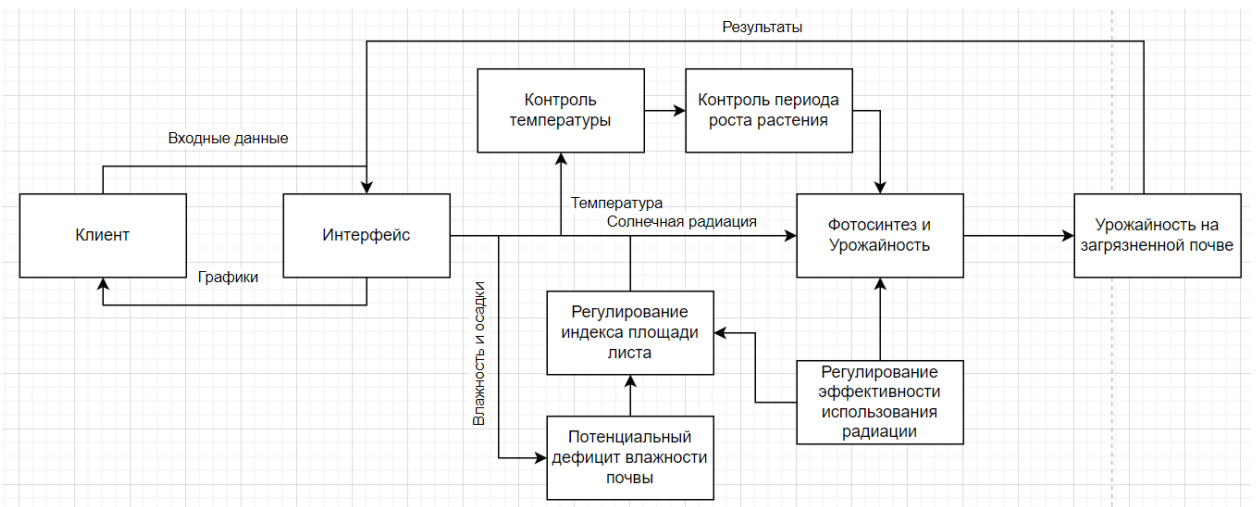 Результаты
Контроль
температуры
Контроль периода
роста растения
Входные данные
Клиент
Интерфейс
Температура
Солнечная радиация
Фотосинтез и
Урожайность
Урожайность на
загрязненной почве
Графики
Влажность и осадки
Регулирование
индекса площади
листа
Регулирование
эффективности
использования
радиации
Потенциальный
дефицит влажности
почвы